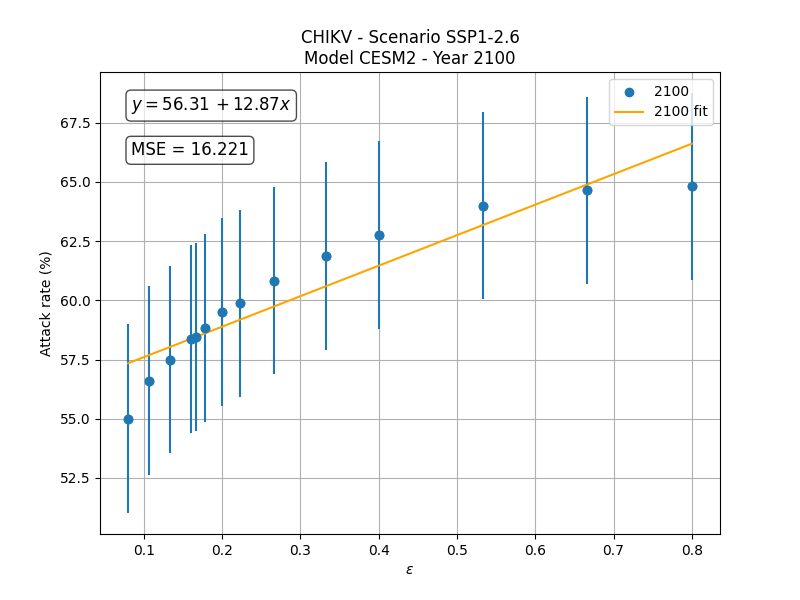 CHIKV - Scenario SSP1-2.6
Model CESM2 - Year 2100
y = 56.31 + 12.87x
MSE = 16.221
2100
2100 fit
Attack rate (%)
67.5
65.0
62.5
60.0
57.5
55.0
52.5
0.1 0.2 0.3 0.4 0.5 0.6 0.7 0.8
ε